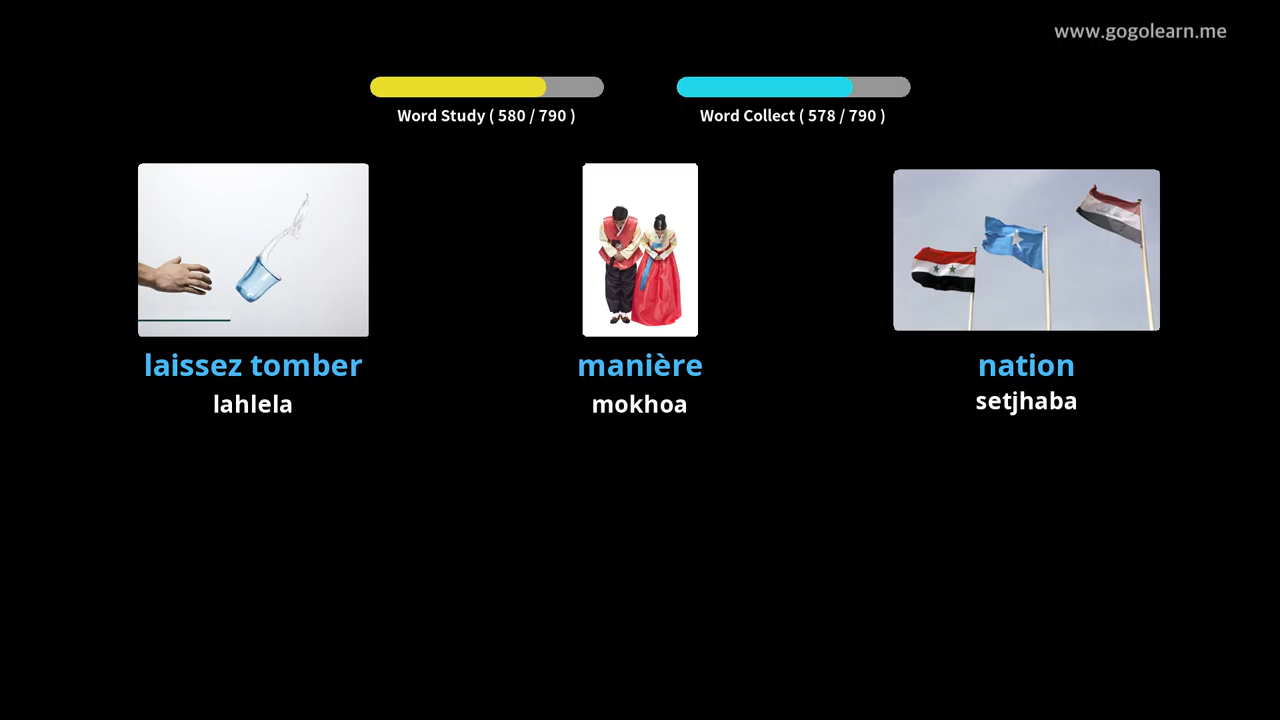 www.gogolearn.me
Word Study ( 580 / 790 )
Word Collect ( 578 / 790 )
laissez tomber
lahlela
manière
mokhoa
nation
setjhaba